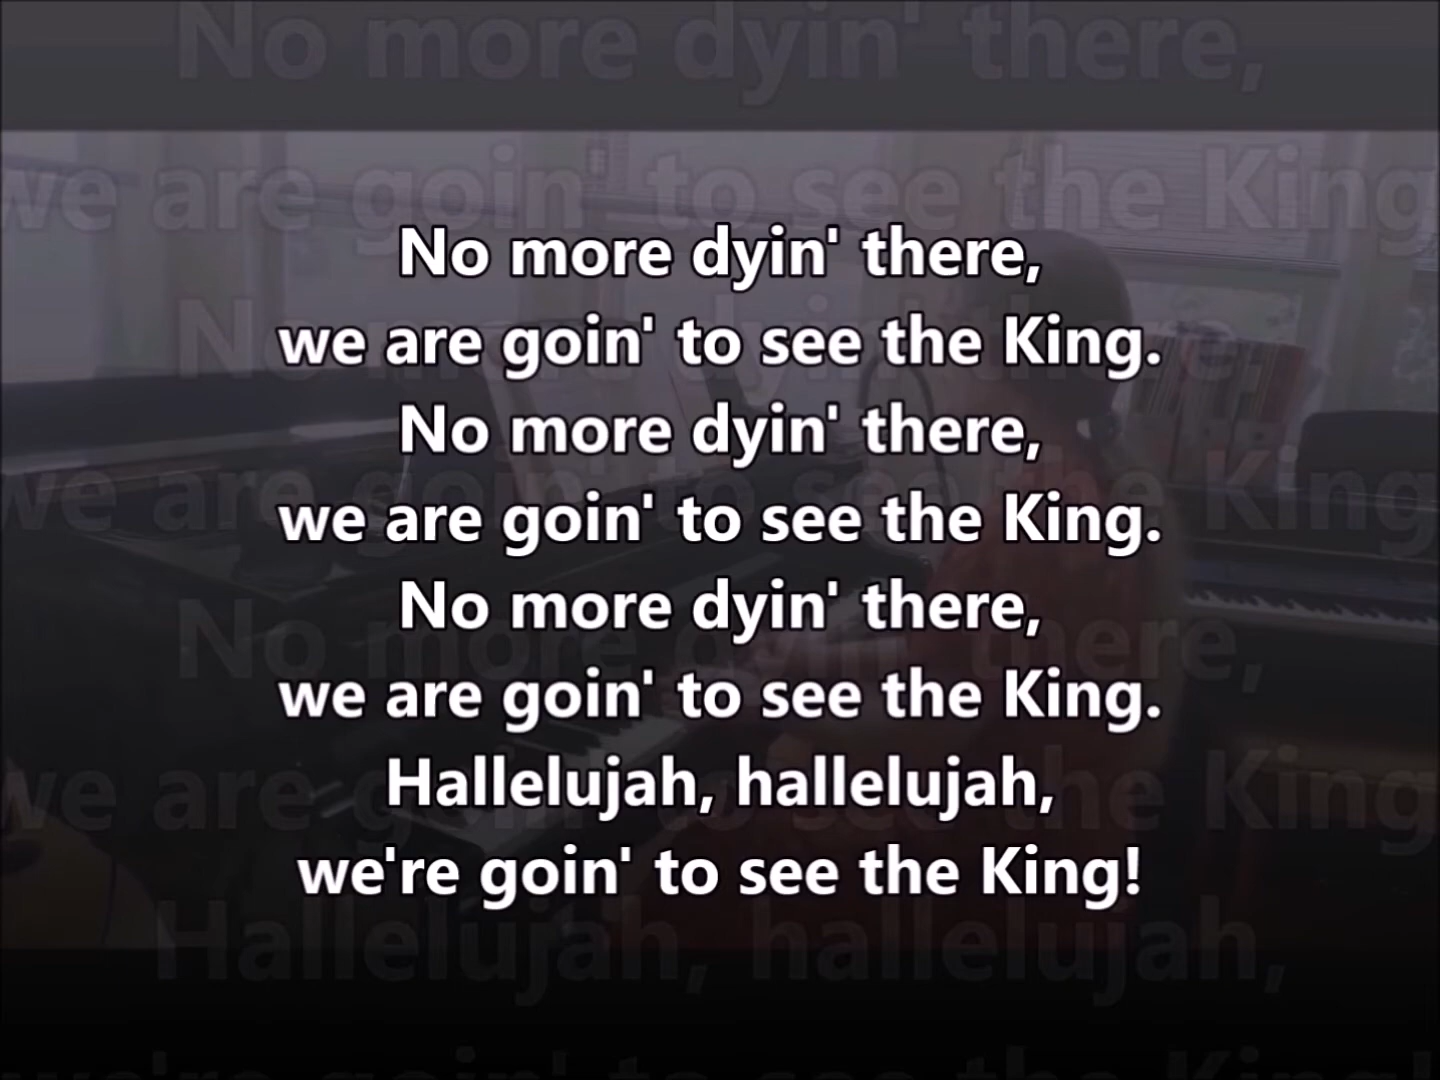 No more dyin' there,
we are goin' to see the King.
No more dyin' there,
we are goin' to see the King.
No more dyin' there,
we are goin' to see the King.
Hallelujah, hallelujah,
we're goin' to see the King!